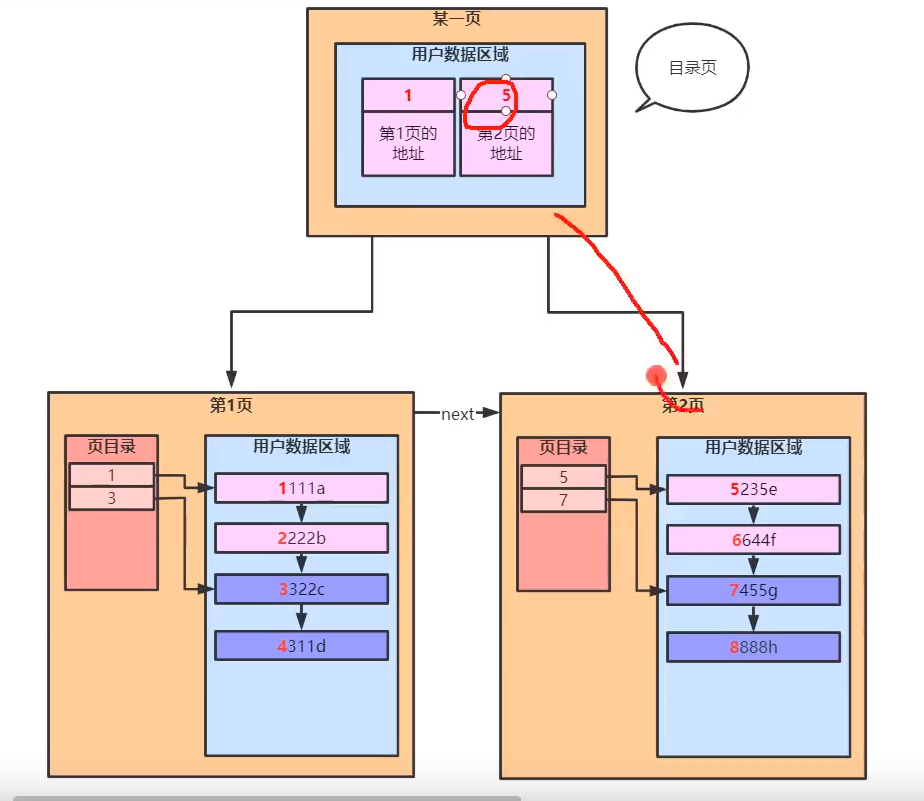 某一页
用户数据区域
目录页
1
5
第1页的
地址
第2页的
地址
第1页
页目录
1
3
用户数据区域
1111a
2222b
3322c
4311d
next
第2页
页目录
5
7
用户数据区域
5235e
6644f
7455g
8888h